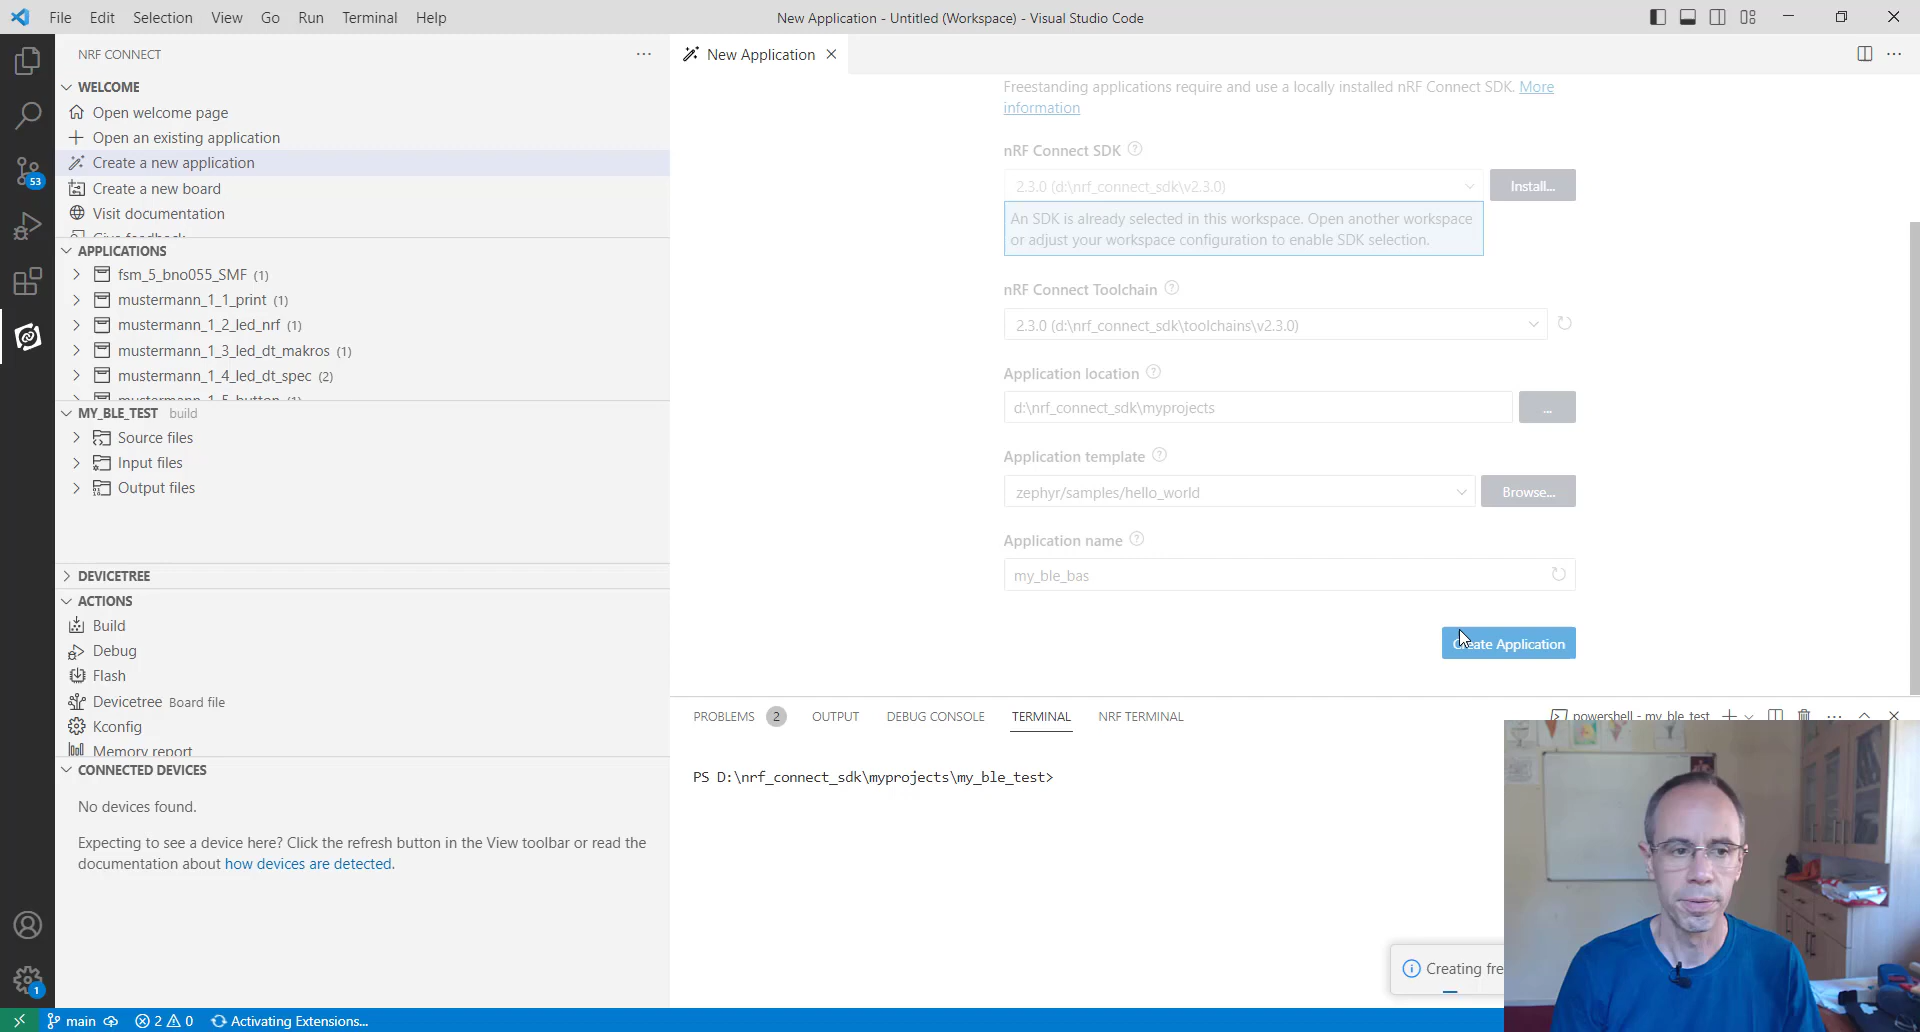 File Edit Selection View Go Run Terminal Help
New Application - Untitled (Workspace) - Visual Studio Code
NRF CONNECT
WELCOME
Open welcome page
Open an existing application
Create a new application
Create a new board
Visit documentation
Give feedback
APPLICATIONS
fsm_5_bno055_SMF (1)
mustermann_1_1_print (1)
mustermann_1_2_led_nrf (1)
mustermann_1_3_led_dt_makros (1)
mustermann_1_4_led_dt_spec (2)
mustermann_1_5_button (1)
MY_BLE_TEST build
Source files
Input files
Output files
DEVICETREE
ACTIONS
Build
Debug
Flash
Devicetree Board file
Kconfig
Memory report
CONNECTED DEVICES
No devices found.
Expecting to see a device here? Click the refresh button in the View toolbar or read the
documentation about how devices are detected.
53
1
New Application
Freestanding applications require and use a locally installed nRF Connect SDK. More
information
nRF Connect SDK
2.3.0 (d:\nrf_connect_sdk\v2.3.0)
Install...
An SDK is already selected in this workspace. Open another workspace
or adjust your workspace configuration to enable SDK selection.
nRF Connect Toolchain
2.3.0 (d:\nrf_connect_sdk\toolchains\v2.3.0)
Application location
d:\nrf_connect_sdk\myprojects
...
Application template
zephyr/samples/hello_world
Browse...
Application name
my_ble_bas
Create Application
PROBLEMS 2 OUTPUT DEBUG CONSOLE TERMINAL NRF TERMINAL
powershell - my_ble_test
PS D:\nrf_connect_sdk\myprojects\my_ble_test>
Creating fre
main 2 0 Activating Extensions...